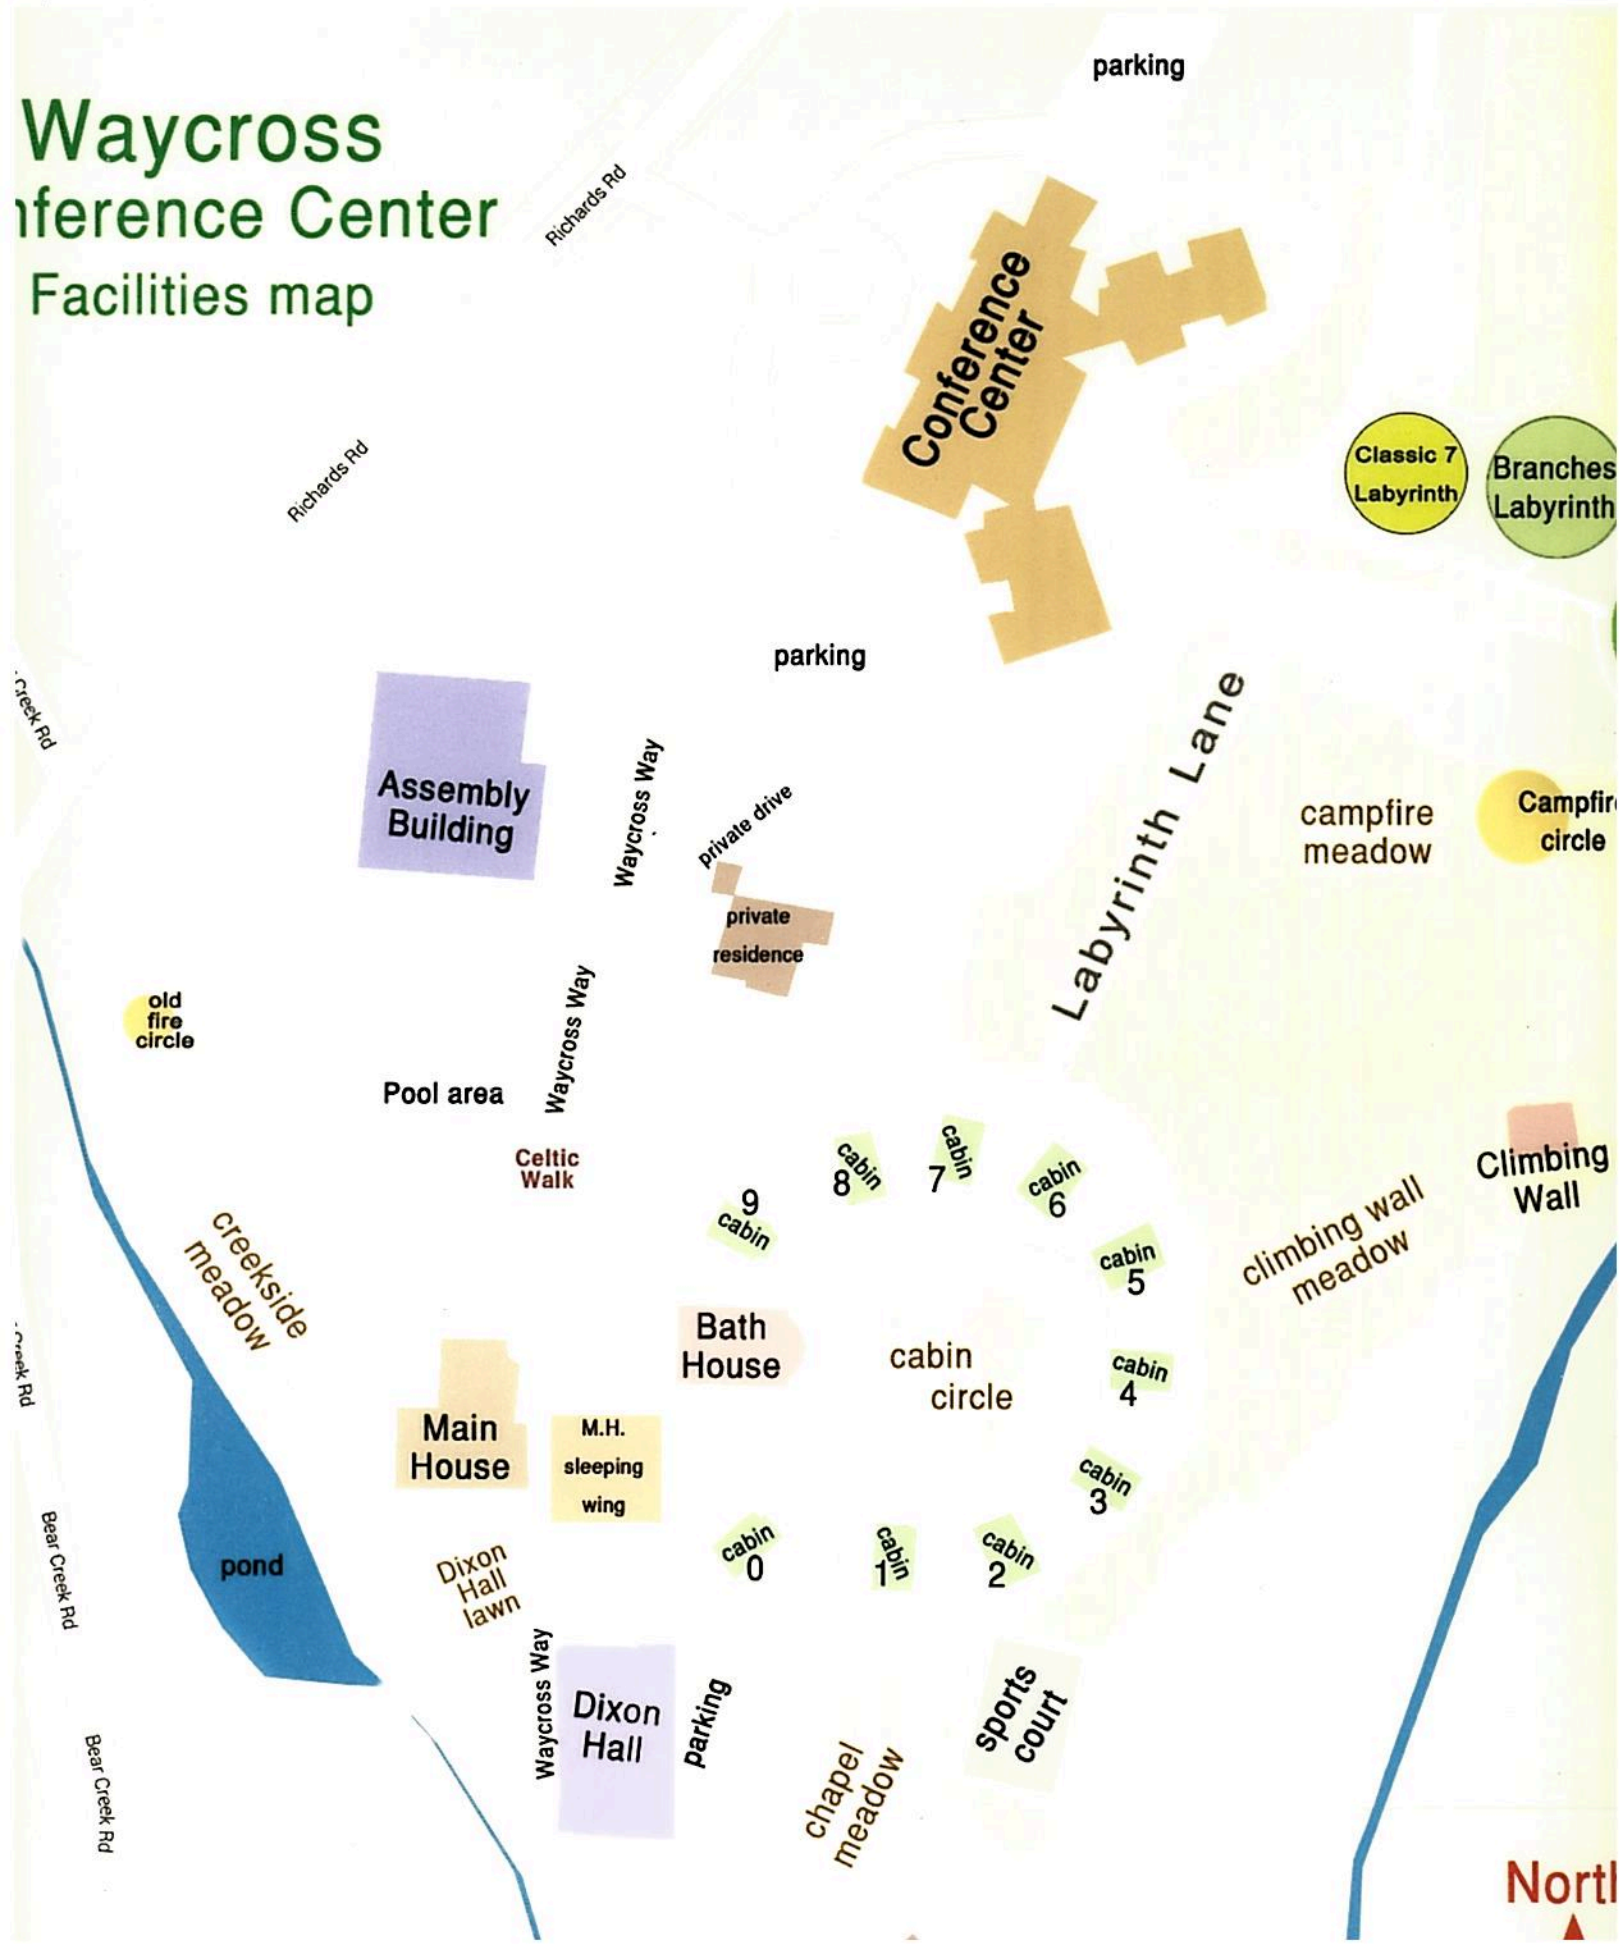 parking
Waycross
nference Center
Facilities map
Richards Rd
Conference
Center
Richards Rd
Classic 7
Labyrinth
Branches
Labyrinth
parking
Creek Rd
Assembly
Building
Waycross Way
private drive
Labyrinth Lane
campfire
meadow
Campfir
circle
private
residence
old
fire
circle
Waycross Way
Pool area
Celtic
Walk
cabin
8
cabin
7
cabin
6
9
cabin
cabin
5
Climbing
Wall
climbing wall
meadow
creekside
meadow
Bath
House
cabin
circle
cabin
4
Creek Rd
Main
House
M.H.
sleeping
wing
cabin
3
Bear Creek Rd
pond
Dixon
Hall
lawn
cabin
0
cabin
1
cabin
2
Waycross Way
Dixon
Hall
parking
sports
court
chapel
meadow
Bear Creek Rd
North